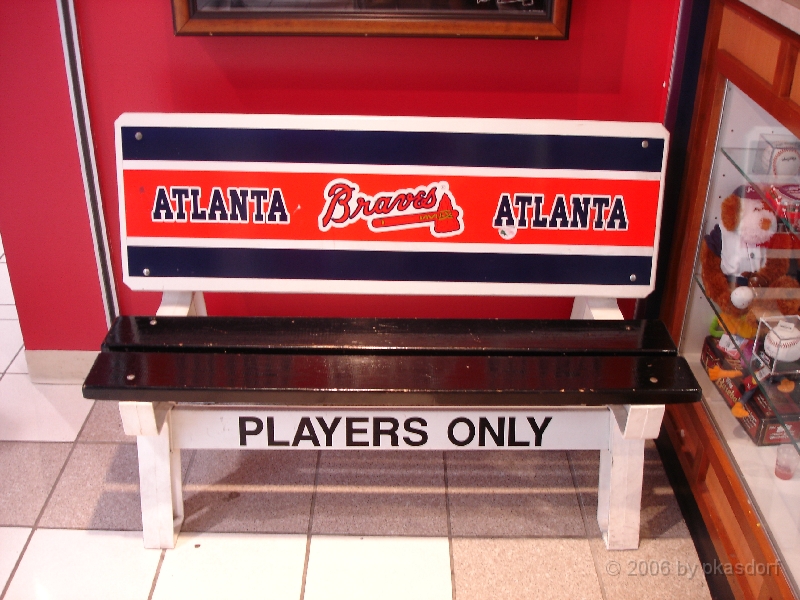 ATLANTA Braves ATLANTA
PLAYERS ONLY
© 2006 by pkasdorf